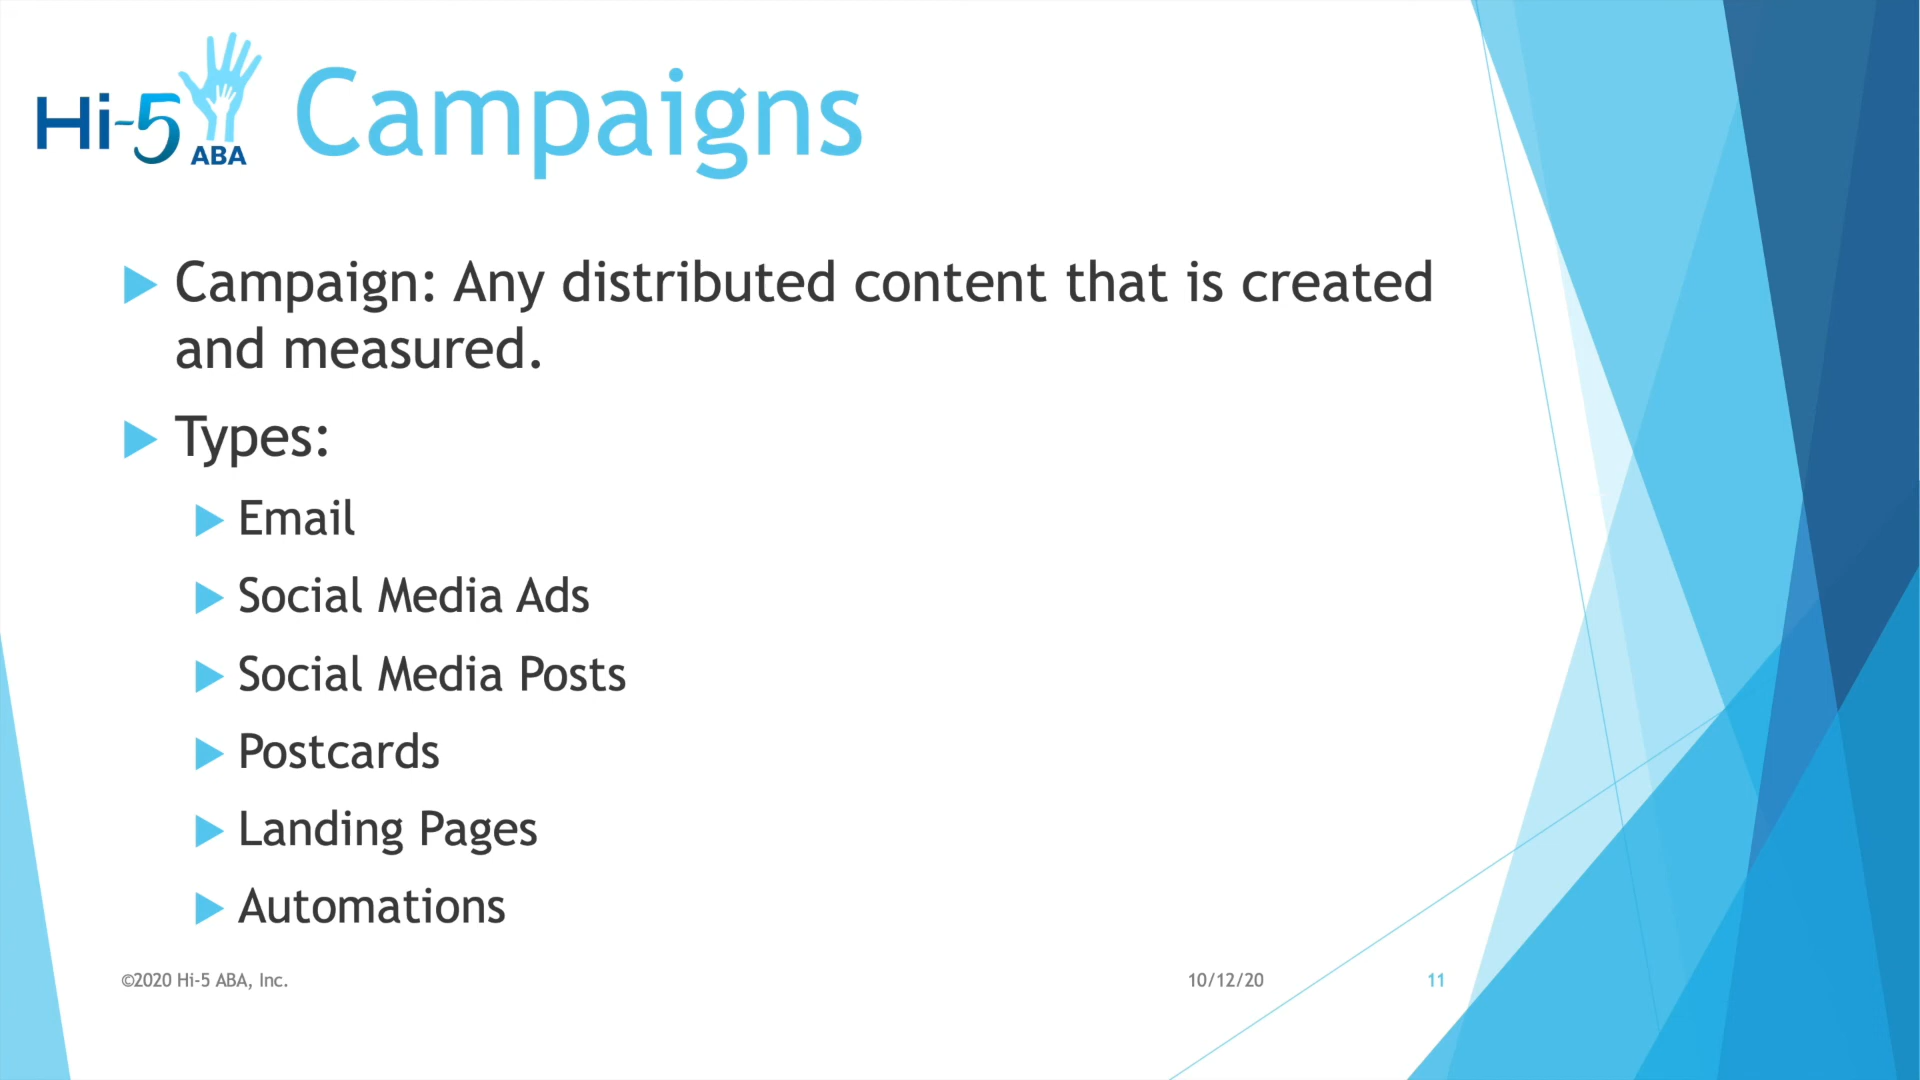 Hi-5 ABA
Campaigns
Campaign: Any distributed content that is created
and measured.
Types:
Email
Social Media Ads
Social Media Posts
Postcards
Landing Pages
Automations
©2020 Hi-5 ABA, Inc.
10/12/20
11